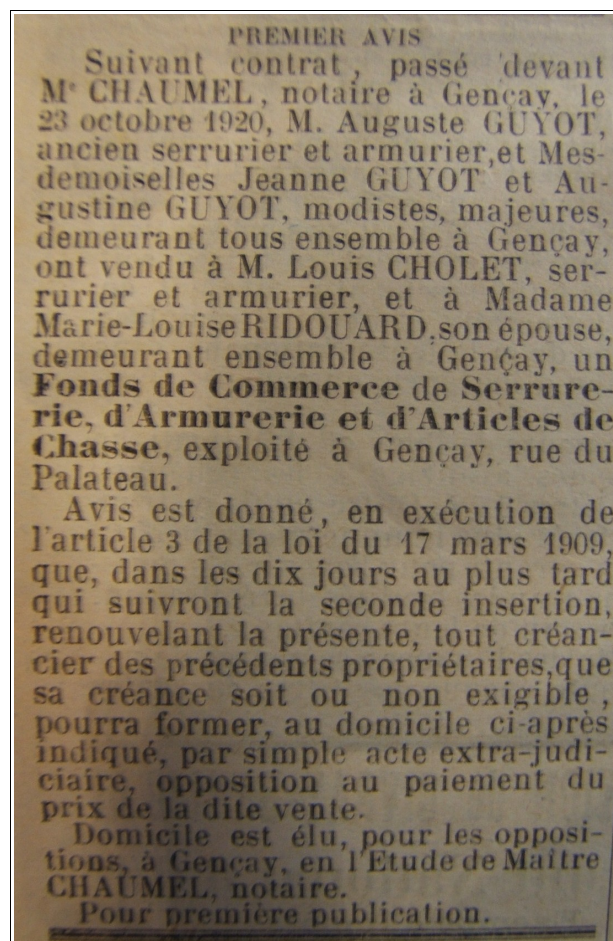 PREMIER AVIS
Suivant contrat, passé devant
Me CHAUMEL, notaire à Gençay, le
23 octobre 1920, M. Auguste GUYOT,
ancien serrurier et armurier,et Mes-
demoiselles Jeanne GUYOT et Au-
gustine GUYOT, modistes, majeures,
demeurant tous ensemble à Gençay,
ont vendu à M. Louis CHOLET, ser-
rurier et armurier, et à Madame
Marie-Louise RIDOUARD,son épouse,
demeurant ensemble à Gençay, un
Fonds de Commerce de Serrure-
rie, d'Armurerie et d'Articles de
Chasse, exploité à Gençay, rue du
Palateau.
Avis est donné, en exécution de
l'article 3 de la loi du 17 mars 1909,
que, dans les dix jours au plus tard
qui suivront la seconde insertion,
renouvelant la présente, tout créan-
cier des précédents propriétaires,que
sa créance soit ou non exigible,
pourra former, au domicile ci-après
indiqué, par simple acte extra-judi-
ciaire, opposition au paiement du
prix de la dite vente.
Domicile est élu, pour les opposi-
tions, à Gençay, en l'Etude de Maître
CHAUMEL, notaire.
Pour première publication.